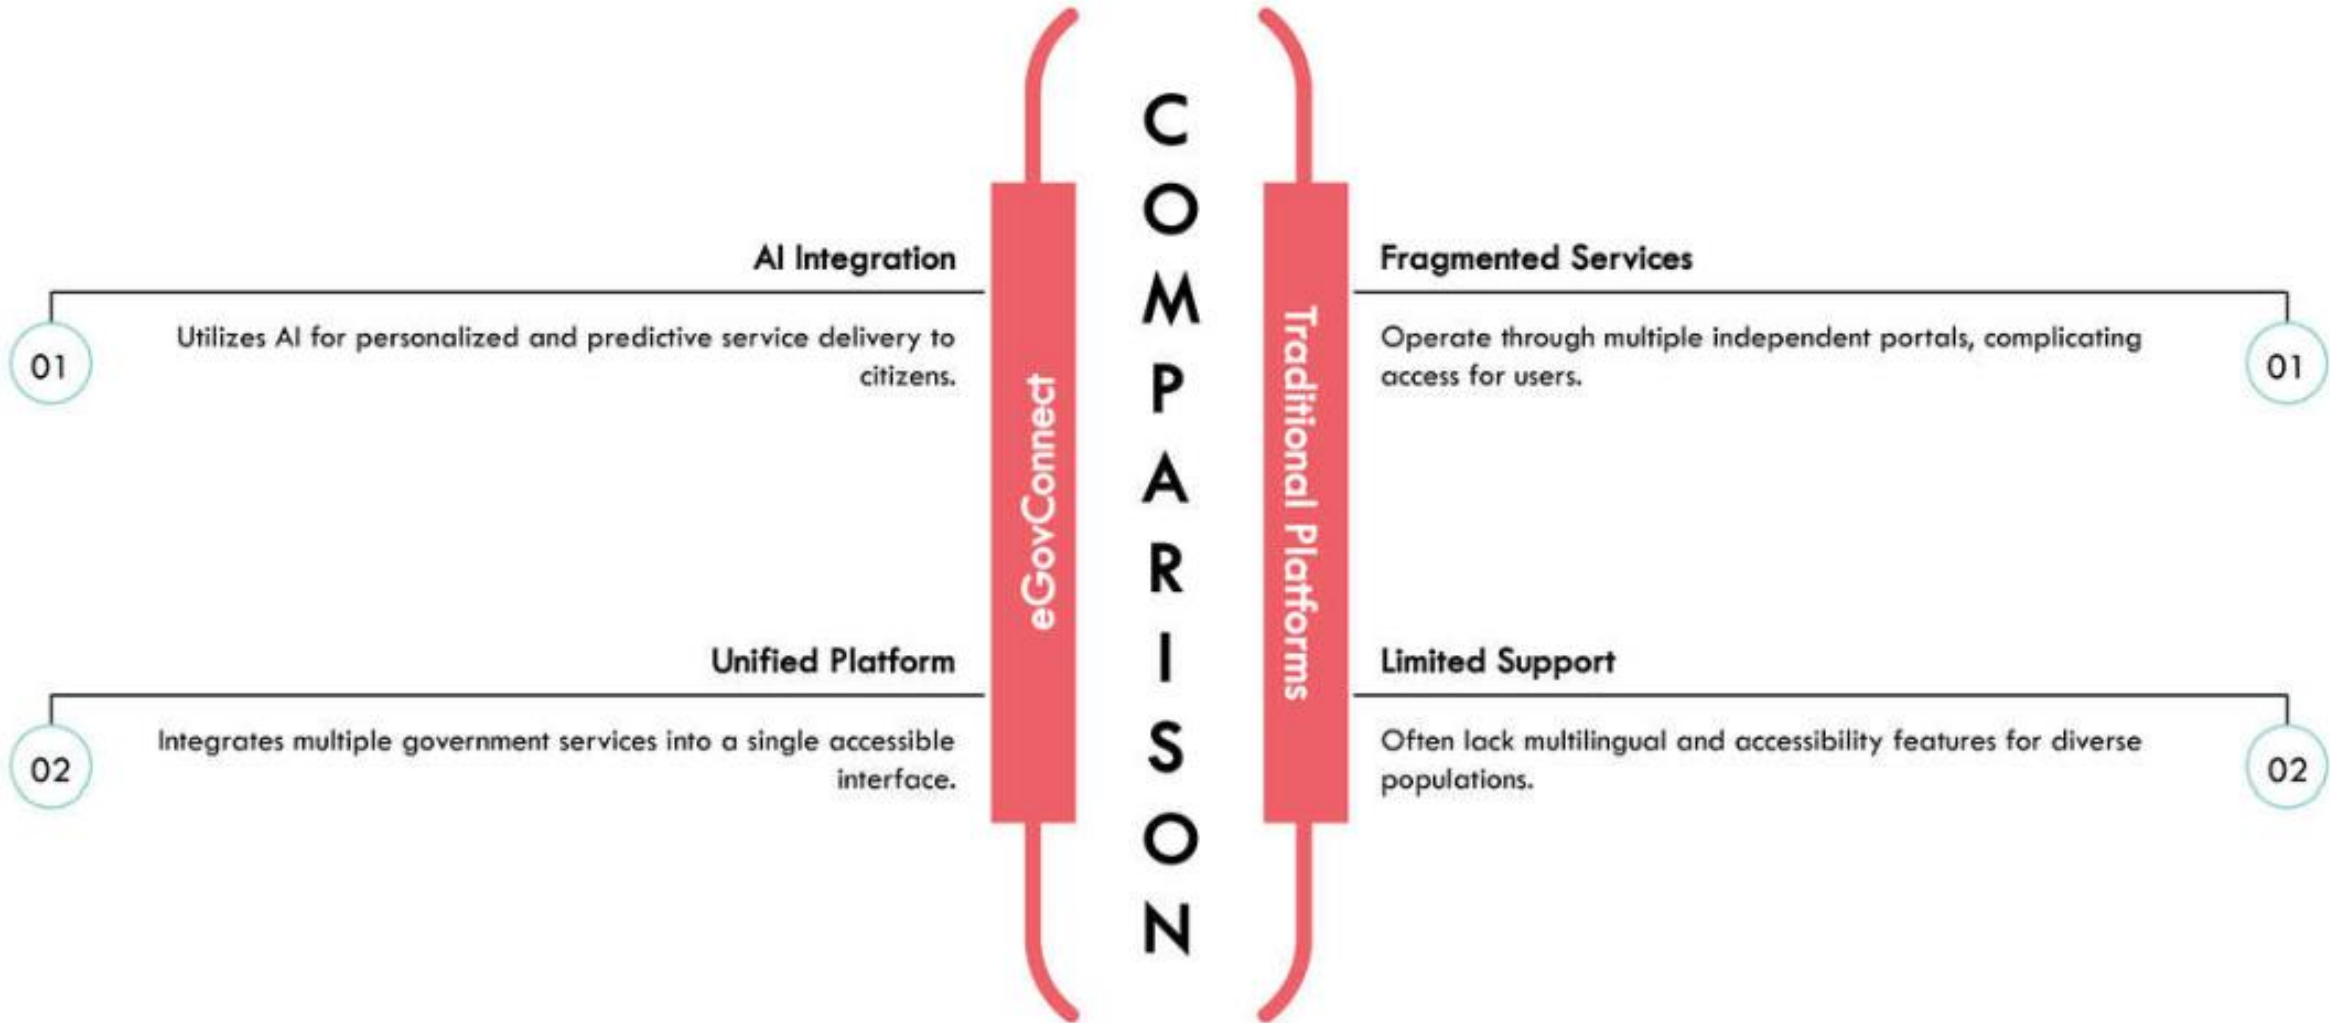 AI Integration
01
Utilizes AI for personalized and predictive service delivery to
citizens.
Unified Platform
02
Integrates multiple government services into a single accessible
interface.
eGovConnect
COMPARISON
Traditional Platforms
Fragmented Services
Operate through multiple independent portals, complicating
access for users.
01
Limited Support
Often lack multilingual and accessibility features for diverse
populations.
02